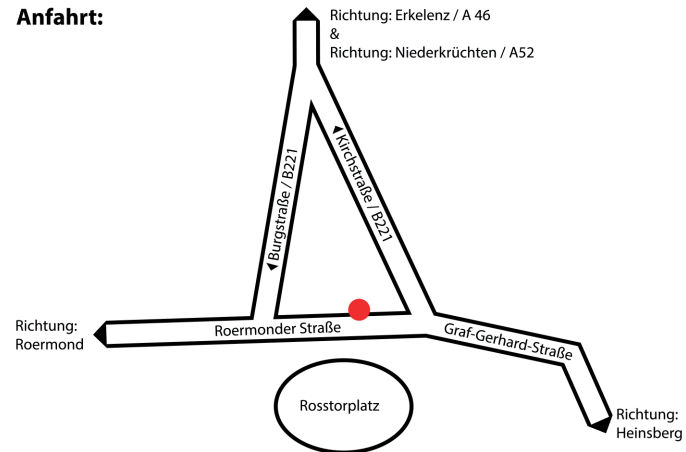 Anfahrt:
Richtung: Erkelenz / A 46
&
Richtung: Niederkrüchten / A52
Burgstraße / B221
Kirchstraße / B221
Richtung:
Roermond
Roermonder Straße
Graf-Gerhard-Straße
Rosstorplatz
Richtung:
Heinsberg